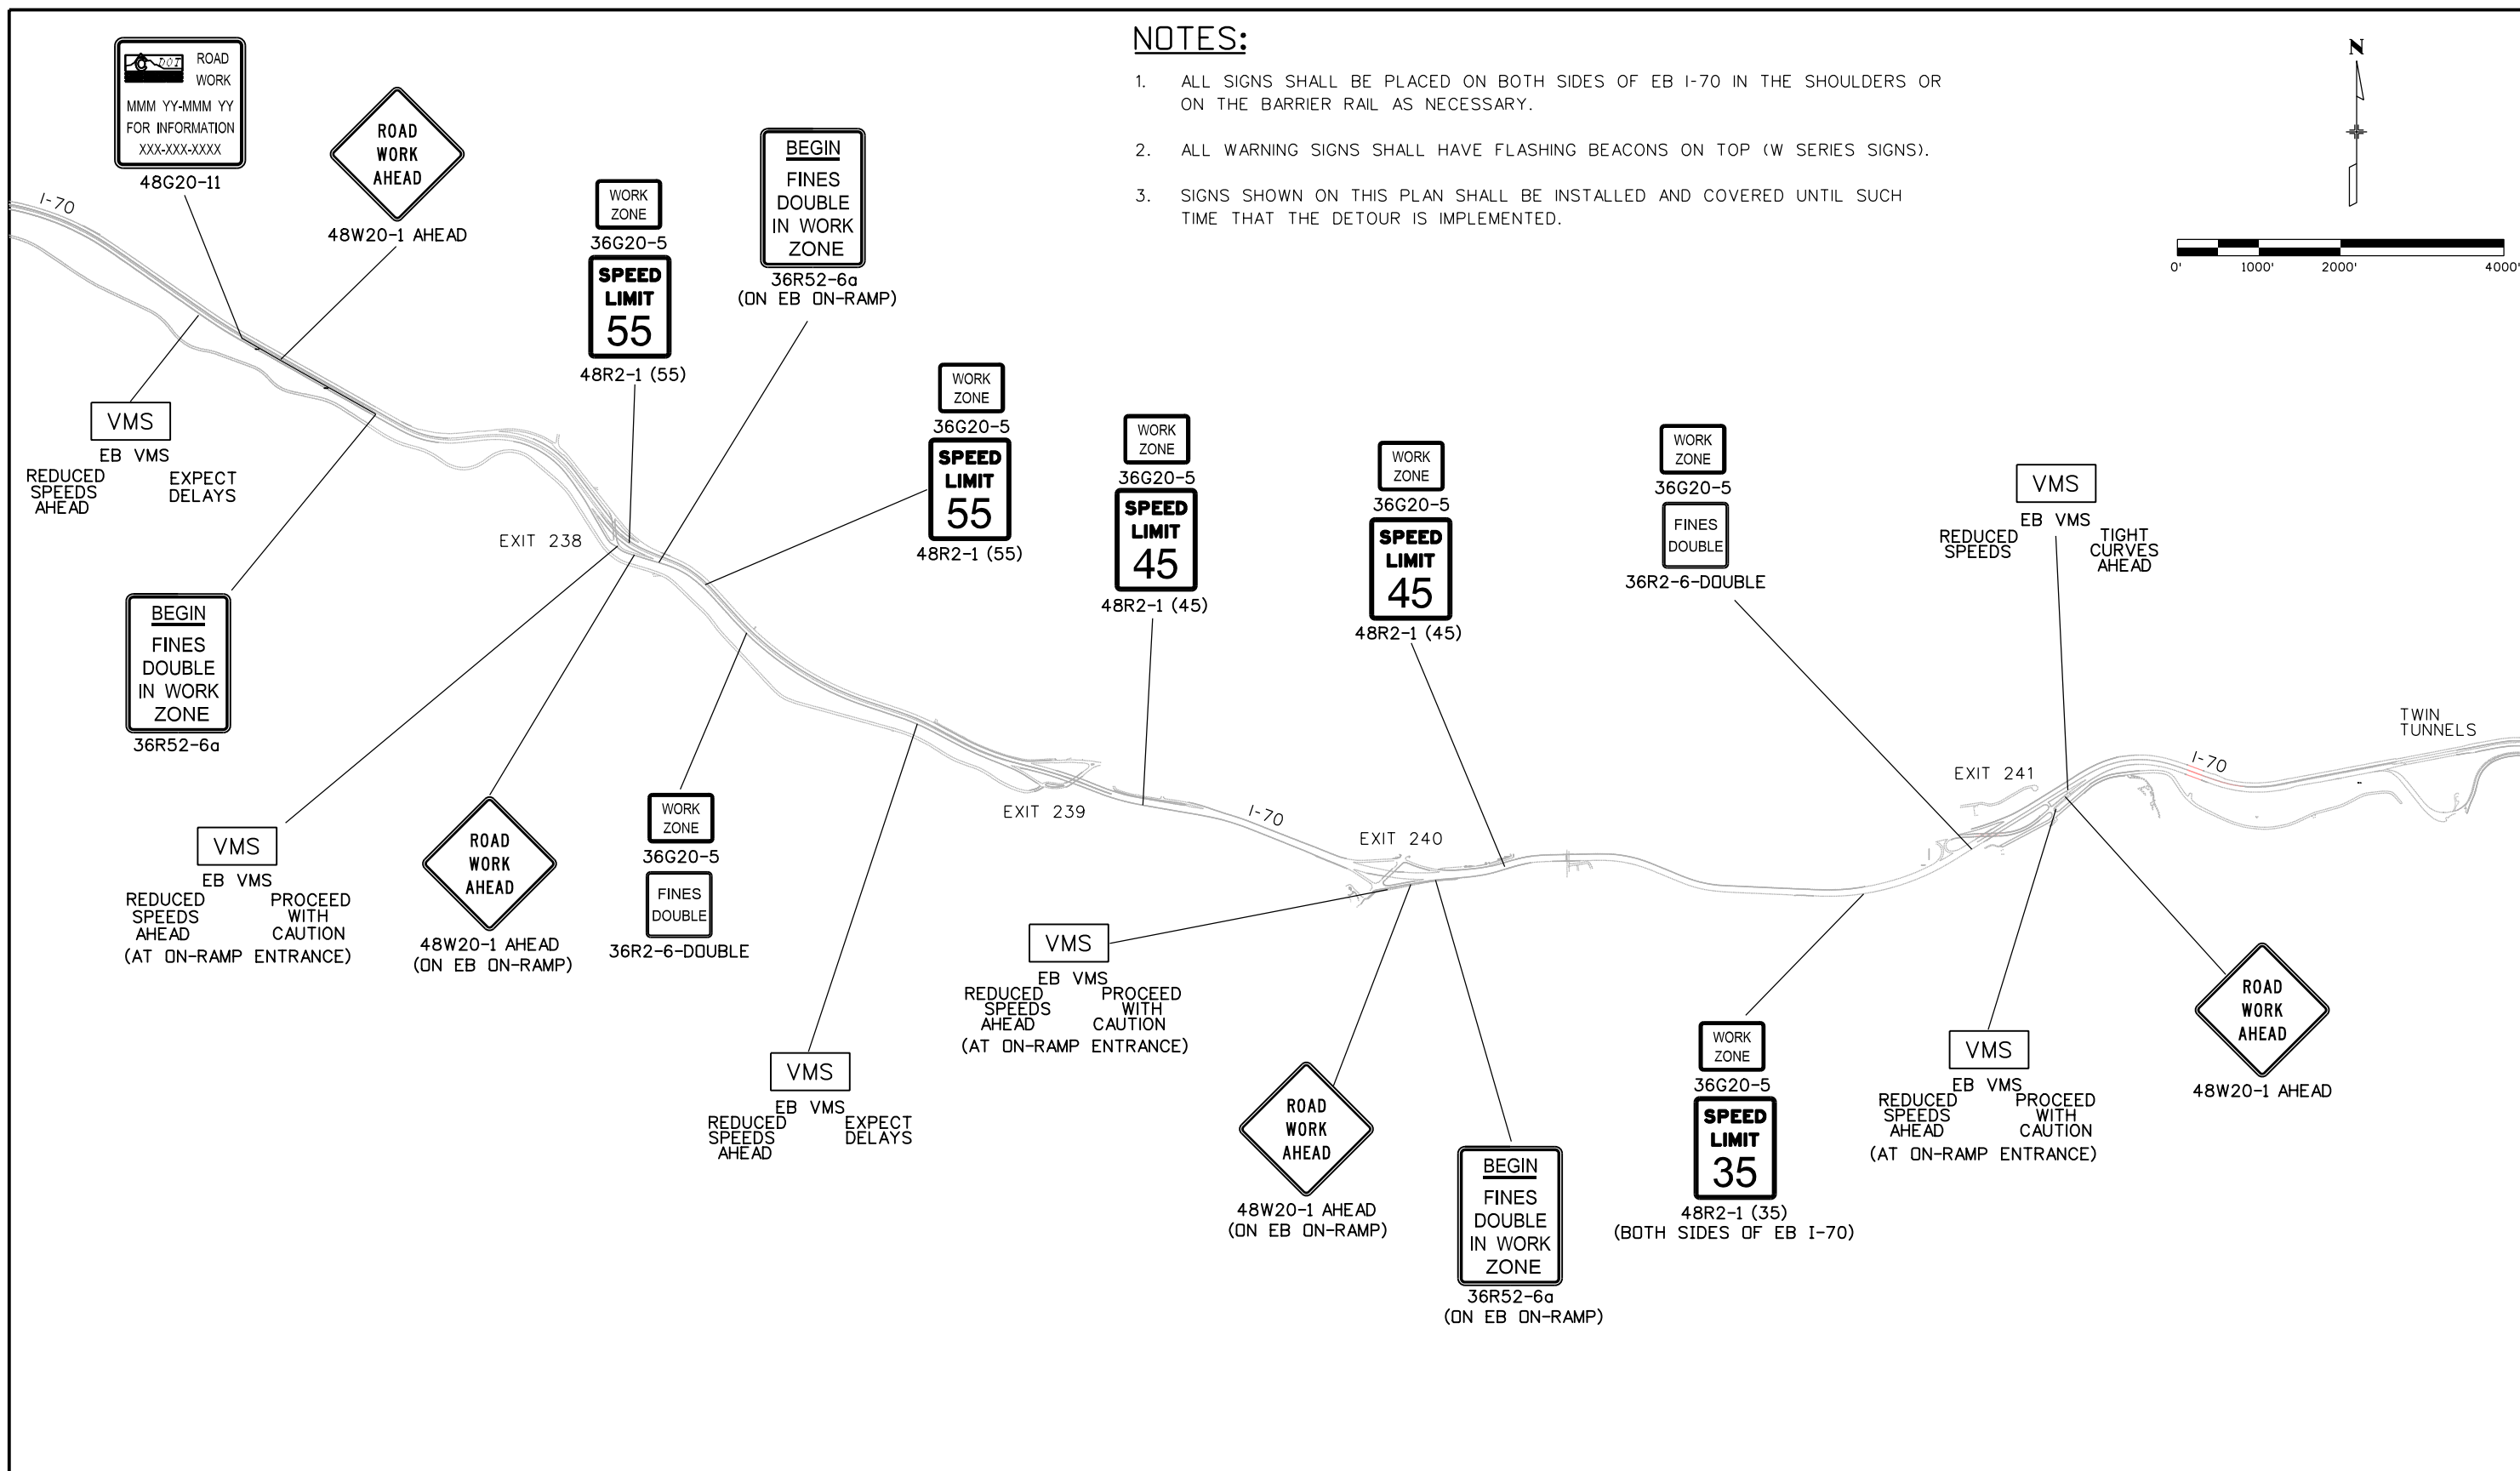 NOTES:
1. ALL SIGNS SHALL BE PLACED ON BOTH SIDES OF EB I-70 IN THE SHOULDERS OR
ON THE BARRIER RAIL AS NECESSARY.
2. ALL WARNING SIGNS SHALL HAVE FLASHING BEACONS ON TOP (W SERIES SIGNS).
3. SIGNS SHOWN ON THIS PLAN SHALL BE INSTALLED AND COVERED UNTIL SUCH
TIME THAT THE DETOUR IS IMPLEMENTED.
N
0' 1000' 2000' 4000'
DOT
ROAD
WORK
MMM YY-MMM YY
FOR INFORMATION
XXX-XXX-XXXX
48G20-11
I-70
ROAD
WORK
AHEAD
48W20-1 AHEAD
WORK
ZONE
36G20-5
SPEED
LIMIT
55
48R2-1 (55)
BEGIN
FINES
DOUBLE
IN WORK
ZONE
36R52-6a
(ON EB ON-RAMP)
WORK
ZONE
36G20-5
SPEED
LIMIT
55
48R2-1 (55)
WORK
ZONE
36G20-5
SPEED
LIMIT
45
48R2-1 (45)
WORK
ZONE
36G20-5
SPEED
LIMIT
45
48R2-1 (45)
WORK
ZONE
36G20-5
FINES
DOUBLE
36R2-6-DOUBLE
VMS
EB VMS
REDUCED
SPEEDS
TIGHT
CURVES
AHEAD
VMS
EB VMS
REDUCED
SPEEDS
AHEAD
EXPECT
DELAYS
EXIT 238
BEGIN
FINES
DOUBLE
IN WORK
ZONE
36R52-6a
TWIN
TUNNELS
I-70
EXIT 241
EXIT 239
I-70
EXIT 240
VMS
EB VMS
REDUCED
SPEEDS
AHEAD
PROCEED
WITH
CAUTION
(AT ON-RAMP ENTRANCE)
ROAD
WORK
AHEAD
48W20-1 AHEAD
(ON EB ON-RAMP)
WORK
ZONE
36G20-5
FINES
DOUBLE
36R2-6-DOUBLE
VMS
EB VMS
REDUCED
SPEEDS
AHEAD
EXPECT
DELAYS
VMS
EB VMS
REDUCED
SPEEDS
AHEAD
PROCEED
WITH
CAUTION
(AT ON-RAMP ENTRANCE)
ROAD
WORK
AHEAD
48W20-1 AHEAD
(ON EB ON-RAMP)
BEGIN
FINES
DOUBLE
IN WORK
ZONE
36R52-6a
(ON EB ON-RAMP)
WORK
ZONE
36G20-5
SPEED
LIMIT
35
48R2-1 (35)
(BOTH SIDES OF EB I-70)
VMS
EB VMS
REDUCED
SPEEDS
AHEAD
PROCEED
WITH
CAUTION
(AT ON-RAMP ENTRANCE)
ROAD
WORK
AHEAD
48W20-1 AHEAD